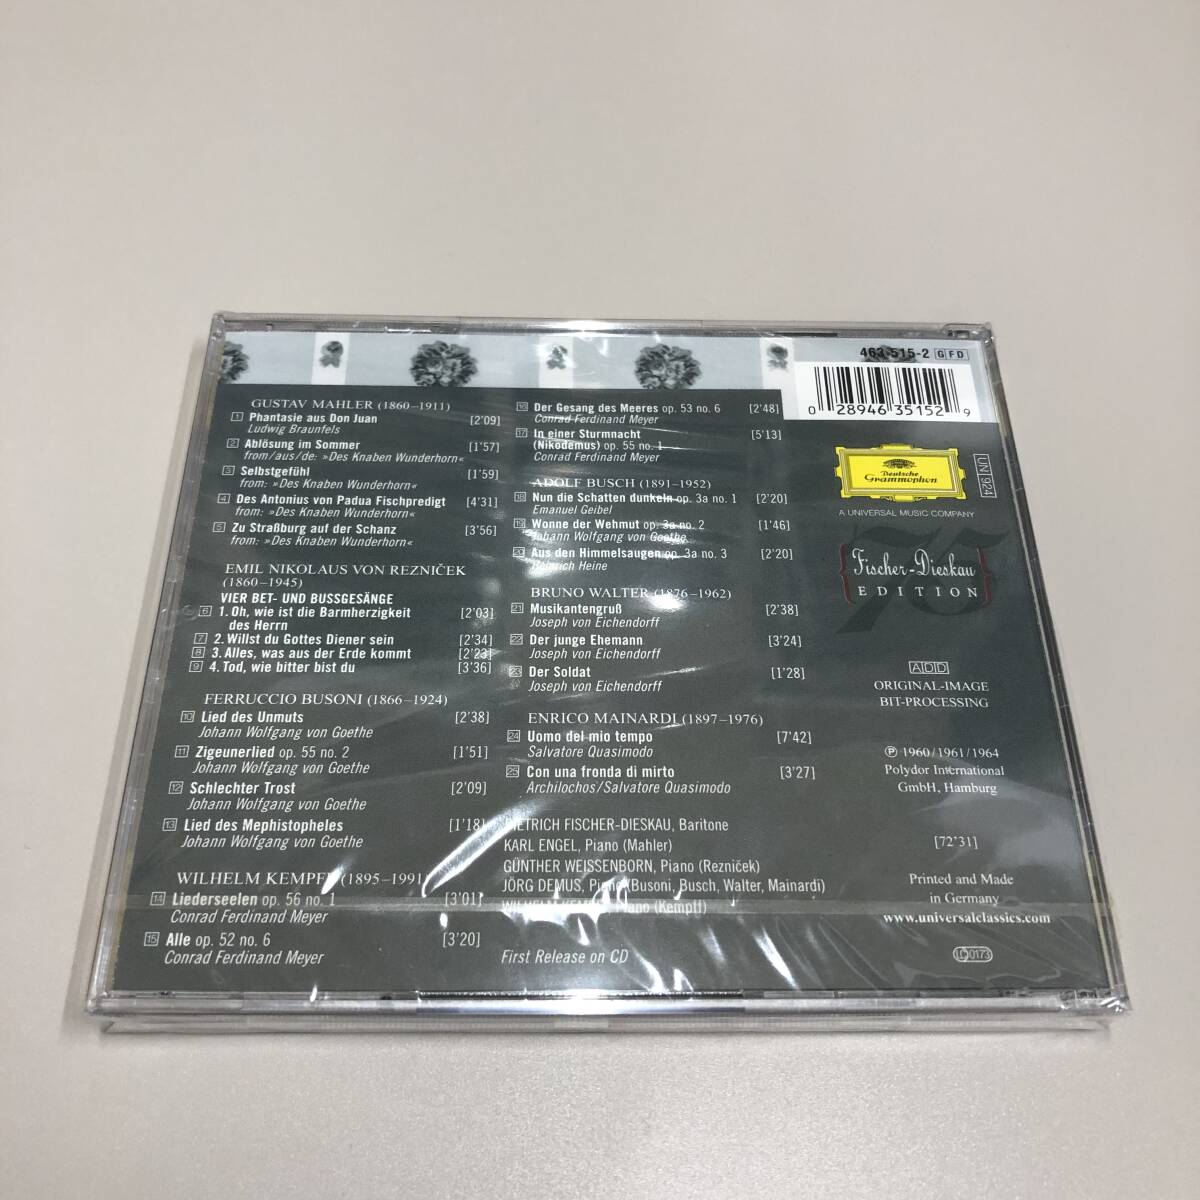 GUSTAV MAHLER (1860–1911)
1 Phantasie aus Don Juan [2'09]
Ludwig Braunfels
2 Ablösung im Sommer [1'57]
from/aus/de: »Des Knaben Wunderhorn«
3 Selbstgefühl [1'59]
from: »Des Knaben Wunderhorn«
4 Des Antonius von Padua Fischpredigt [4'31]
from: »Des Knaben Wunderhorn«
5 Zu Straßburg auf der Schanz [3'56]
from: »Des Knaben Wunderhorn«
EMIL NIKOLAUS VON REZNIČEK
(1860–1945)
VIER BET- UND BUSSGESÄNGE
6 1. Oh, wie ist die Barmherzigkeit [2'03]
des Herrn
7 2. Willst du Gottes Diener sein [2'34]
8 3. Alles, was aus der Erde kommt [2'23]
9 4. Tod, wie bitter bist du [3'36]
FERRUCCIO BUSONI (1866–1924)
10 Lied des Unmuts [2'38]
Johann Wolfgang von Goethe
11 Zigeunerlied op. 55 no. 2 [1'51]
Johann Wolfgang von Goethe
12 Schlechter Trost [2'09]
Johann Wolfgang von Goethe
13 Lied des Mephistopheles [1'18]
Johann Wolfgang von Goethe
WILHELM KEMPFF (1895–1991)
14 Liederseelen op. 56 no. 1 [3'01]
Conrad Ferdinand Meyer
15 Alle op. 52 no. 6 [3'20]
Conrad Ferdinand Meyer
16 Der Gesang des Meeres op. 53 no. 6 [2'48]
Conrad Ferdinand Meyer
17 In einer Sturmnacht [5'13]
(Nikodemus) op. 55 no. 1
Conrad Ferdinand Meyer
ADOLF BUSCH (1891–1952)
18 Nun die Schatten dunkeln op. 3a no. 1 [2'20]
Emanuel Geibel
19 Wonne der Wehmut op. 3a no. 2 [1'46]
Johann Wolfgang von Goethe
20 Aus den Himmelsaugen op. 3a no. 3 [2'20]
Heinrich Heine
BRUNO WALTER (1876–1962)
21 Musikantengruß [2'38]
Joseph von Eichendorff
22 Der junge Ehemann [3'24]
Joseph von Eichendorff
23 Der Soldat [1'28]
Joseph von Eichendorff
ENRICO MAINARDI (1897–1976)
24 Uomo del mio tempo [7'42]
Salvatore Quasimodo
25 Con una fronda di mirto [3'27]
Archilochos/Salvatore Quasimodo
DIETRICH FISCHER-DIESKAU, Baritone
KARL ENGEL, Piano (Mahler)
GÜNTHER WEISSENBORN, Piano (Rezniček)
JÖRG DEMUS, Piano (Busoni, Busch, Walter, Mainardi)
WILHELM KEMPFF, Piano (Kempff)
First Release on CD
463 515-2 GFD
0 28946 35152 9
Deutsche
Grammophon
UN 924
A UNIVERSAL MUSIC COMPANY
75
Fischer-Dieskau
EDITION
ADD
ORIGINAL-IMAGE
BIT-PROCESSING
℗ 1960/1961/1964
Polydor International
GmbH, Hamburg
[72'31]
Printed and Made
in Germany
www.universalclassics.com
LC 0173